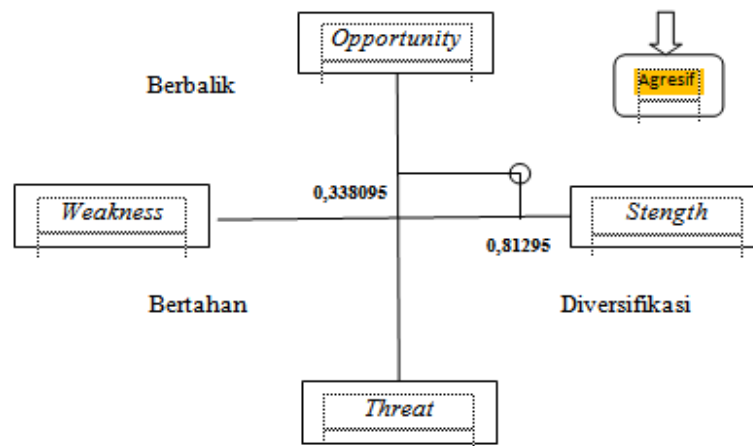 Opportunity
Agresif
Berbalik
0,338095
Weakness
Stength
0,81295
Bertahan
Diversifikasi
Threat